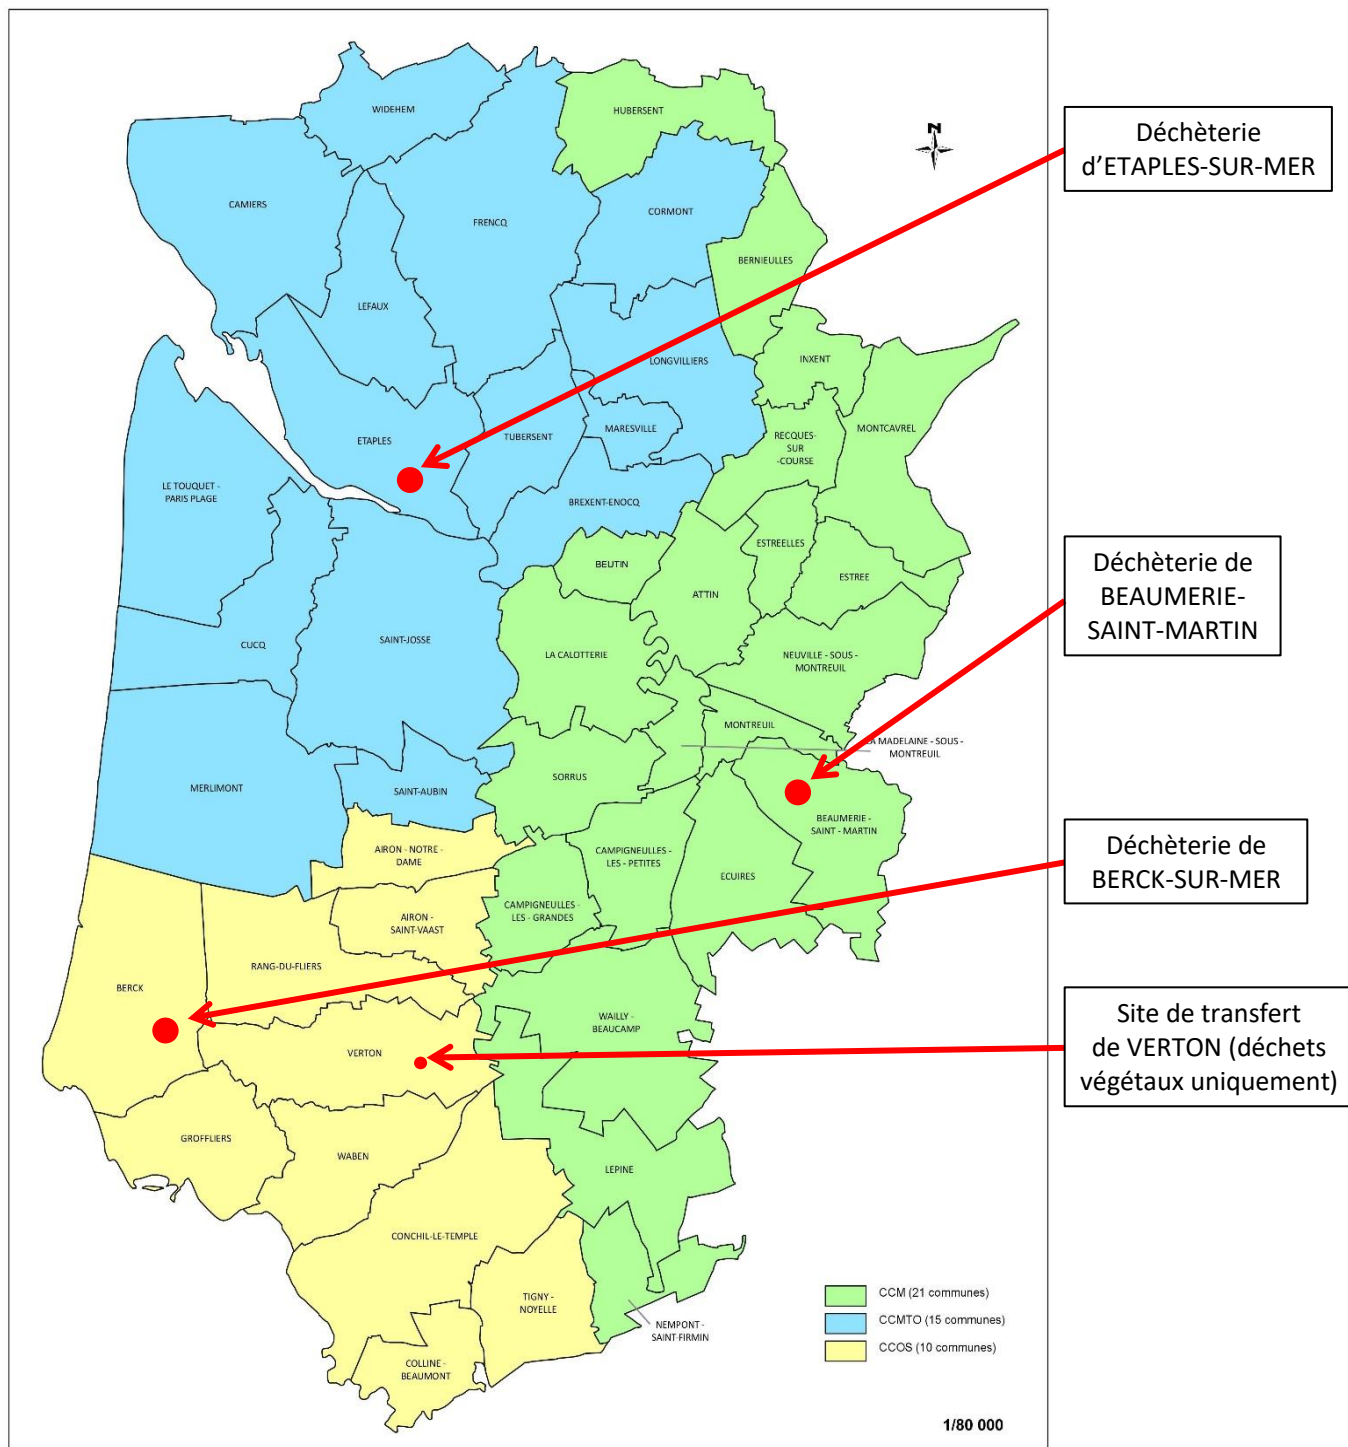 WIDEHEM
HUBERSENT
N
Déchèterie
d’ETAPLES-SUR-MER
CAMIERS
FRENCQ
CORMONT
BERNIEULLES
LEFAUX
LONGVILLIERS
INXENT
ETAPLES
TUBERSENT
MARESVILLE
RECQUES-
SUR
-COURSE
MONTCAVREL
LE TOUQUET -
PARIS PLAGE
BREXENT-ENOCQ
ESTREELLES
BEUTIN
ESTREE
ATTIN
Déchèterie de
BEAUMERIE-
SAINT-MARTIN
CUCQ
SAINT-JOSSE
LA CALOTTERIE
NEUVILLE - SOUS -
MONTREUIL
MONTREUIL
LA MADELAINE - SOUS -
MONTREUIL
MERLIMONT
SAINT-AUBIN
SORRUS
BEAUMERIE -
SAINT - MARTIN
AIRON - NOTRE -
DAME
CAMPIGNEULLES -
LES - PETITES
ECUIRES
Déchèterie de
BERCK-SUR-MER
CAMPIGNEULLES -
LES - GRANDES
AIRON -
SAINT-VAAST
RANG-DU-FLIERS
BERCK
WAILLY -
BEAUCAMP
Site de transfert
de VERTON (déchets
végétaux uniquement)
VERTON
GROFFLIERS
WABEN
LEPINE
CONCHIL-LE-TEMPLE
TIGNY -
NOYELLE
NEMPONT -
SAINT FIRMIN
COLLINE -
BEAUMONT
CCM (21 communes)
CCMTO (15 communes)
CCOS (10 communes)
1/80 000